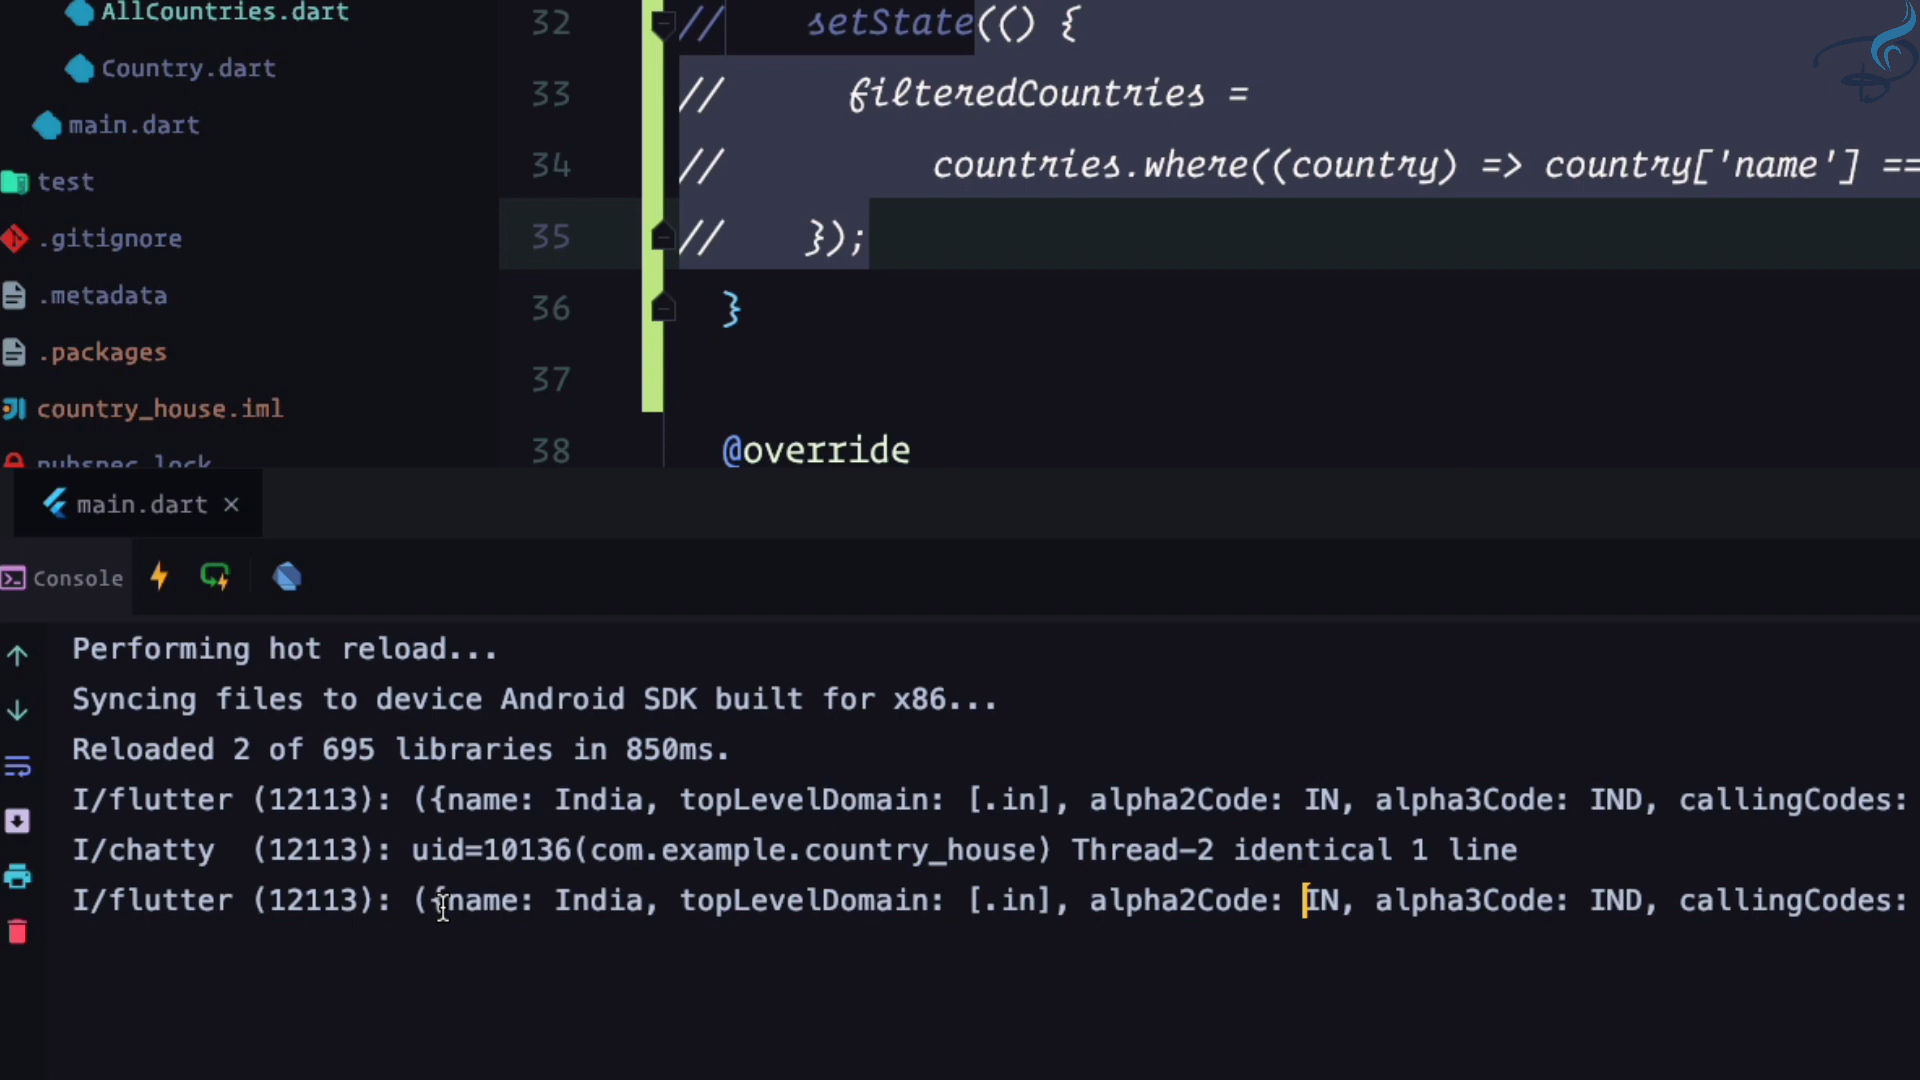 AllCountries.dart
Country.dart
main.dart
test
.gitignore
.metadata
.packages
country_house.iml
pubspec.lock
32 // setState(() {
33 // filteredCountries =
34 // countries.where((country) => country['name'] ==
35 // });
36 }
37
38 @override
main.dart ×
Console
Performing hot reload...
Syncing files to device Android SDK built for x86...
Reloaded 2 of 695 libraries in 850ms.
I/flutter (12113): ({name: India, topLevelDomain: [.in], alpha2Code: IN, alpha3Code: IND, callingCodes:
I/chatty (12113): uid=10136(com.example.country_house) Thread-2 identical 1 line
I/flutter (12113): ({name: India, topLevelDomain: [.in], alpha2Code: IN, alpha3Code: IND, callingCodes: